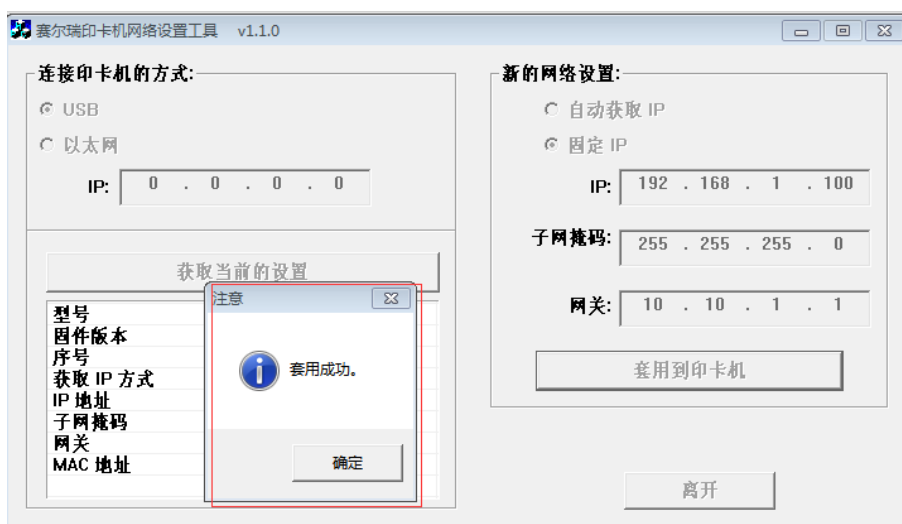 赛尔瑞印卡机网络设置工具 v1.1.0
连接印卡机的方式:
USB
以太网
IP: 0 . 0 . 0 . 0
获取当前的设置
型号
固件版本
序号
获取 IP 方式
IP 地址
子网掩码
网关
MAC 地址
注意
套用成功。
确定
新的网络设置:
自动获取 IP
固定 IP
IP: 192 . 168 . 1 . 100
子网掩码: 255 . 255 . 255 . 0
网关: 10 . 10 . 1 . 1
套用到印卡机
离开